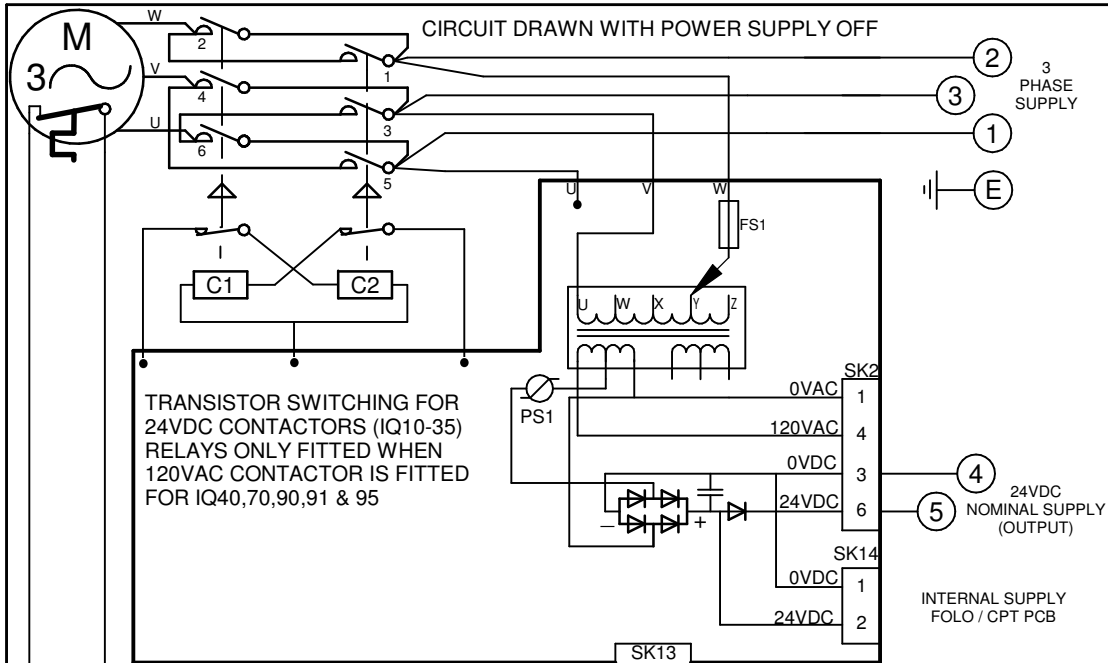 CIRCUIT DRAWN WITH POWER SUPPLY OFF
M
3
W
V
U
2
4
6
1
3
5
2
3
1
E
3
PHASE
SUPPLY
U
V
W
FS1
C1
C2
I
I
U W X Y Z
PS1
TRANSISTOR SWITCHING FOR
24VDC CONTACTORS (IQ10-35)
RELAYS ONLY FITTED WHEN
120VAC CONTACTOR IS FITTED
FOR IQ40,70,90,91 & 95
SK2
0VAC 1
120VAC 4
0VDC 3
24VDC 6
4
5
24VDC
NOMINAL SUPPLY
(OUTPUT)
– +
SK14
0VDC 1
24VDC 2
INTERNAL SUPPLY
FOLO / CPT PCB
SK13